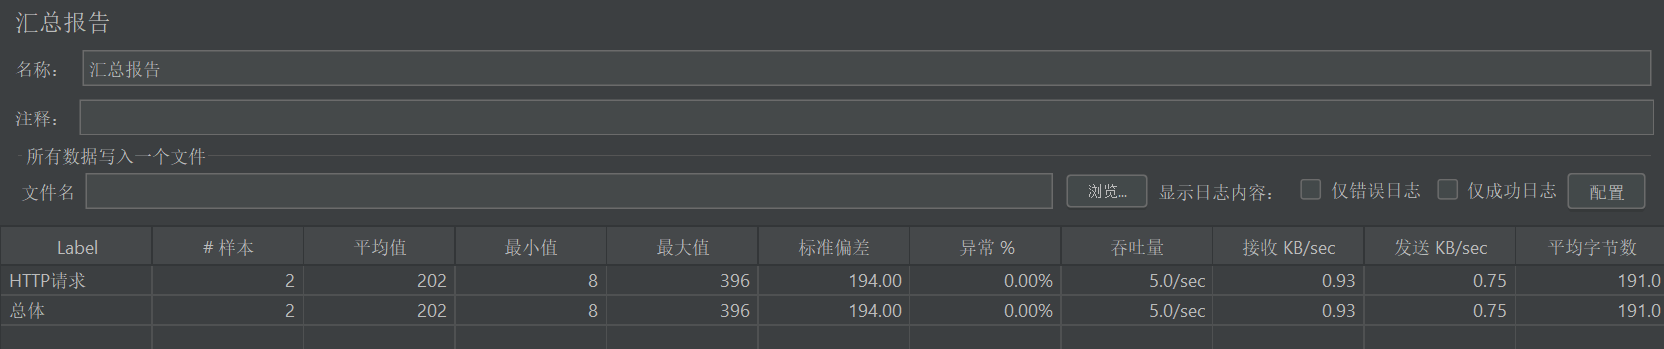 汇总报告
名称： 汇总报告
注释：
所有数据写入一个文件
文件名 浏览... 显示日志内容： 仅错误日志 仅成功日志 配置
Label # 样本 平均值 最小值 最大值 标准偏差 异常 % 吞吐量 接收 KB/sec 发送 KB/sec 平均字节数
HTTP请求 2 202 8 396 194.00 0.00% 5.0/sec 0.93 0.75 191.0
总体 2 202 8 396 194.00 0.00% 5.0/sec 0.93 0.75 191.0